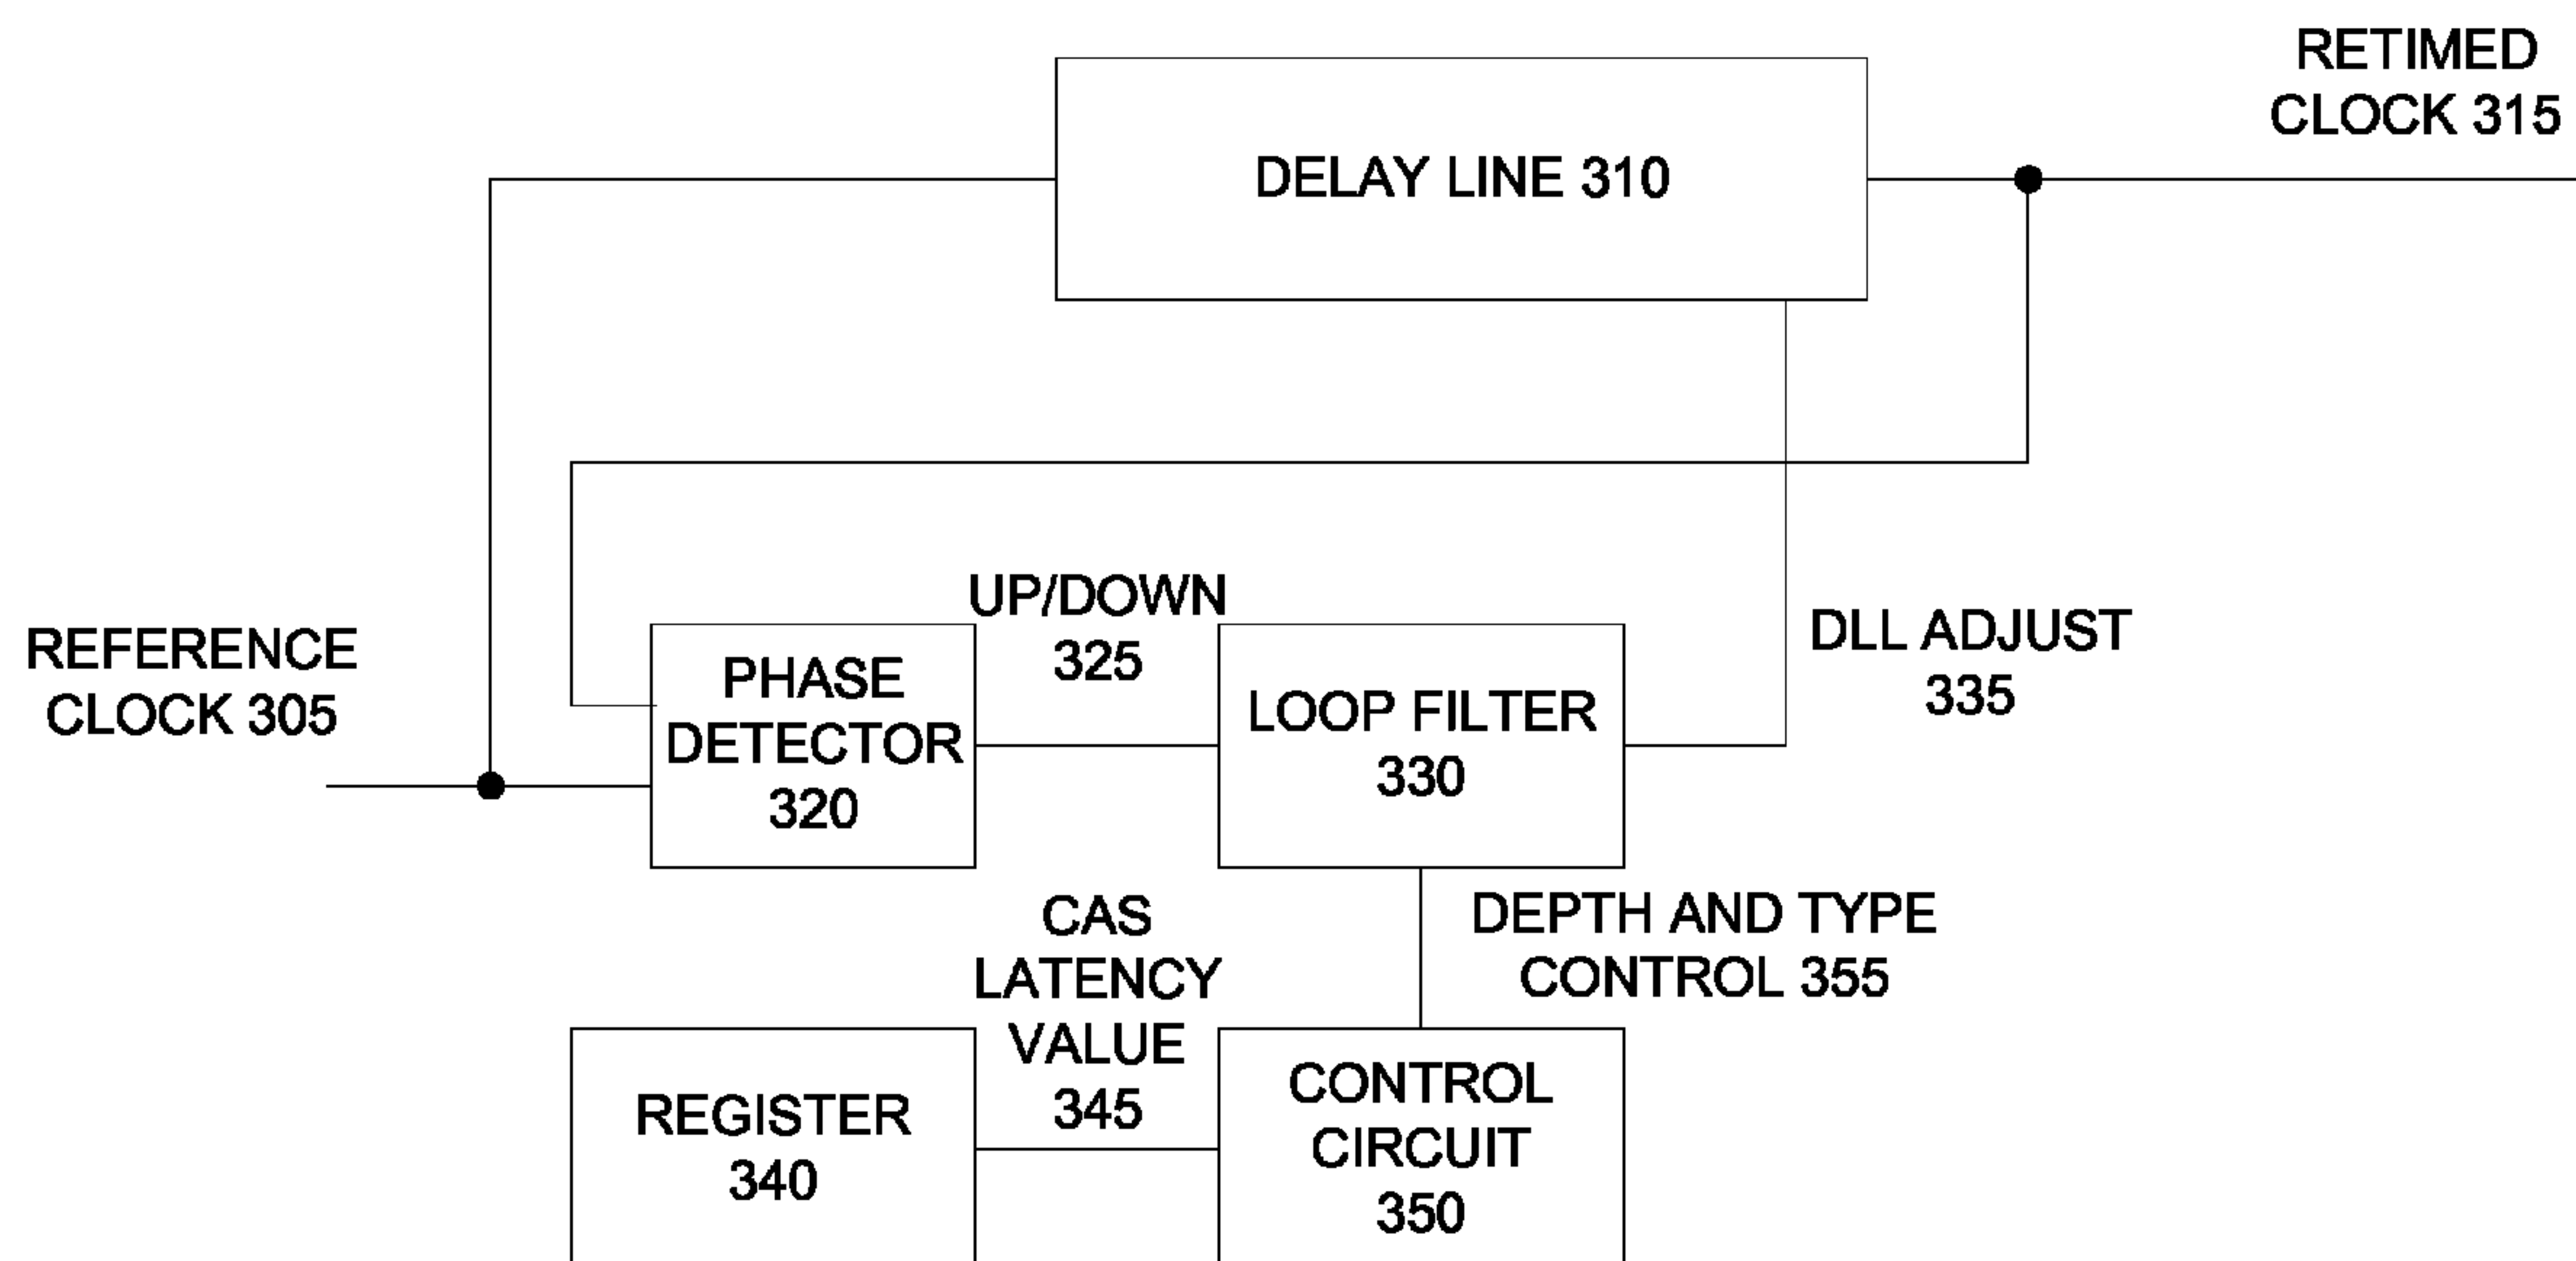 RETIMED
CLOCK 315
DELAY LINE 310
UP/DOWN
325
DLL ADJUST
335
REFERENCE
CLOCK 305
PHASE
DETECTOR
320
LOOP FILTER
330
CAS
LATENCY
VALUE
345
DEPTH AND TYPE
CONTROL 355
REGISTER
340
CONTROL
CIRCUIT
350